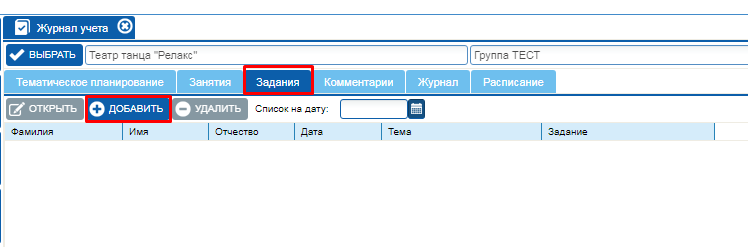 Журнал учета
ВЫБРАТЬ Театр танца "Релакс" Группа ТЕСТ
Тематическое планирование Занятия Задания Комментарии Журнал Расписание
ОТКРЫТЬ ДОБАВИТЬ УДАЛИТЬ Список на дату:
Фамилия Имя Отчество Дата Тема Задание